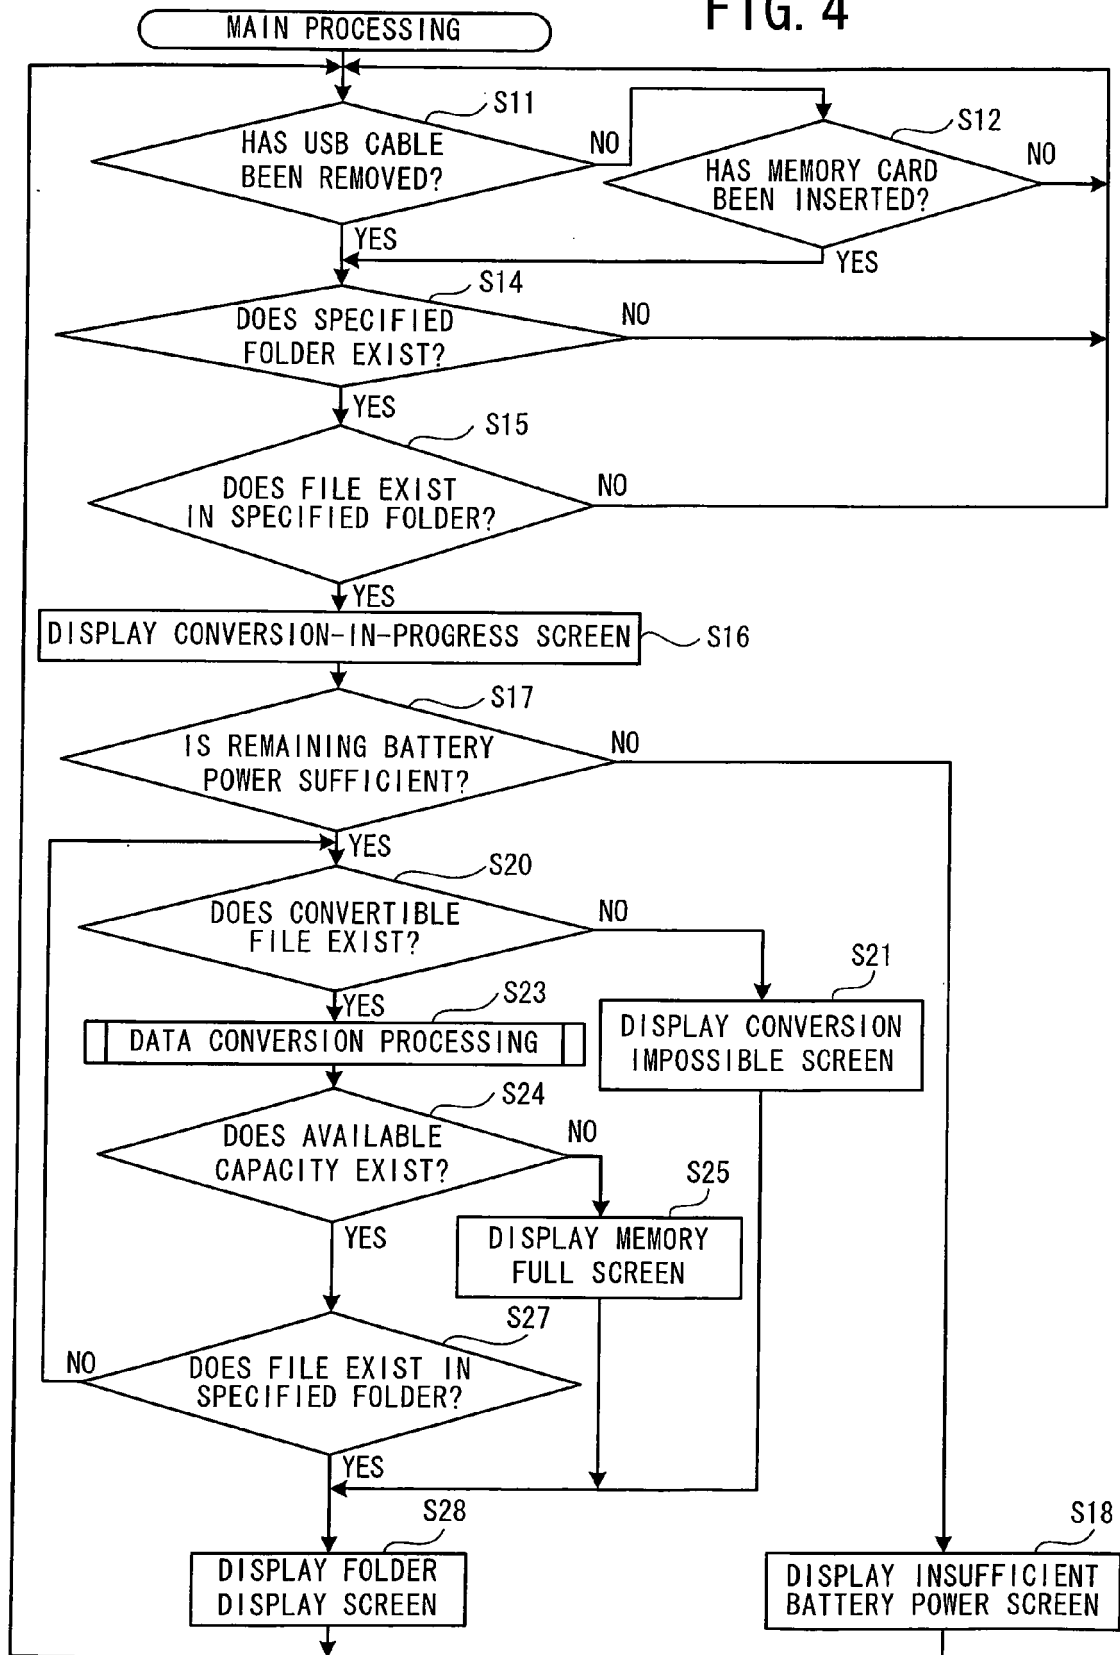 FIG. 4
MAIN PROCESSING
S11
HAS USB CABLE
BEEN REMOVED?
NO
YES
S12
HAS MEMORY CARD
BEEN INSERTED?
NO
YES
S14
DOES SPECIFIED
FOLDER EXIST?
NO
YES
S15
DOES FILE EXIST
IN SPECIFIED FOLDER?
NO
YES
DISPLAY CONVERSION-IN-PROGRESS SCREEN
S16
S17
IS REMAINING BATTERY
POWER SUFFICIENT?
NO
YES
S20
DOES CONVERTIBLE
FILE EXIST?
NO
YES
S21
DISPLAY CONVERSION
IMPOSSIBLE SCREEN
S23
DATA CONVERSION PROCESSING
S24
DOES AVAILABLE
CAPACITY EXIST?
NO
YES
S25
DISPLAY MEMORY
FULL SCREEN
S27
DOES FILE EXIST IN
SPECIFIED FOLDER?
NO
YES
S28
DISPLAY FOLDER
DISPLAY SCREEN
S18
DISPLAY INSUFFICIENT
BATTERY POWER SCREEN